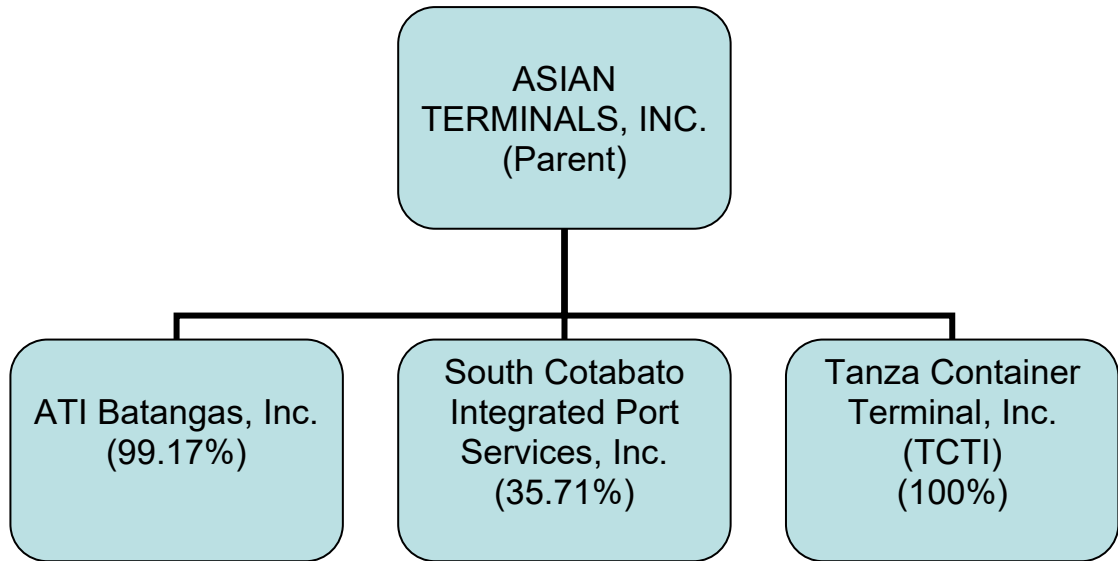 ASIAN
TERMINALS, INC.
(Parent)
ATI Batangas, Inc.
(99.17%)
South Cotabato
Integrated Port
Services, Inc.
(35.71%)
Tanza Container
Terminal, Inc.
(TCTI)
(100%)